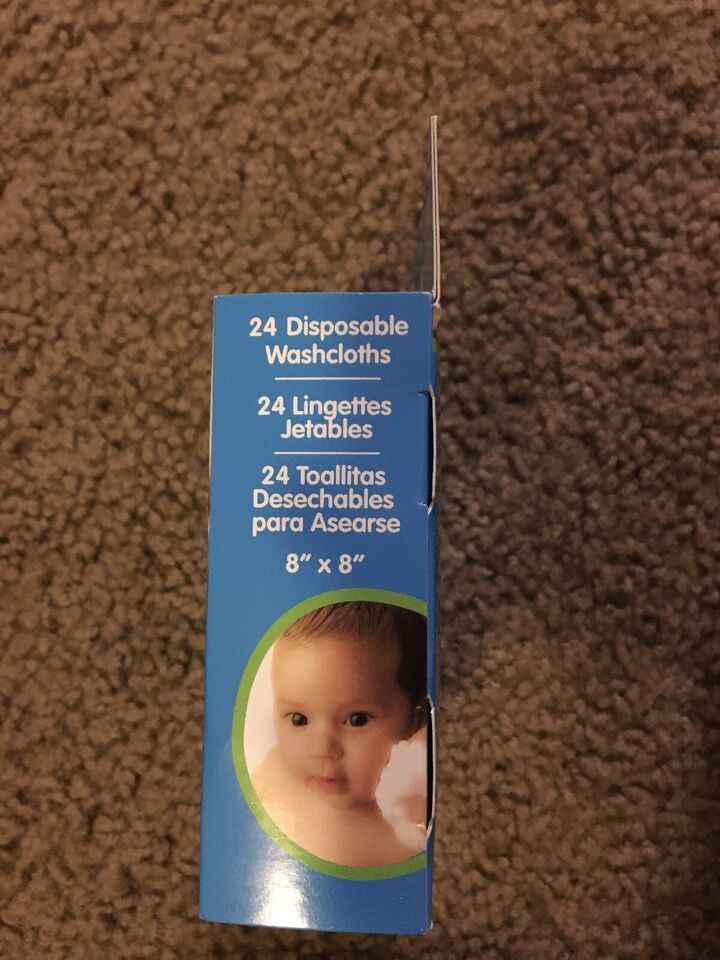 24 Disposable
Washcloths
24 Lingettes
Jetables
24 Toallitas
Desechables
para Asearse
8" x 8"